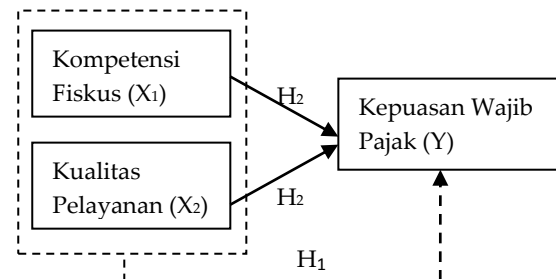 Kompetensi
Fiskus (X₁)
H₂
Kepuasan Wajib
Pajak (Y)
Kualitas
Pelayanan (X₂)
H₂
H₁